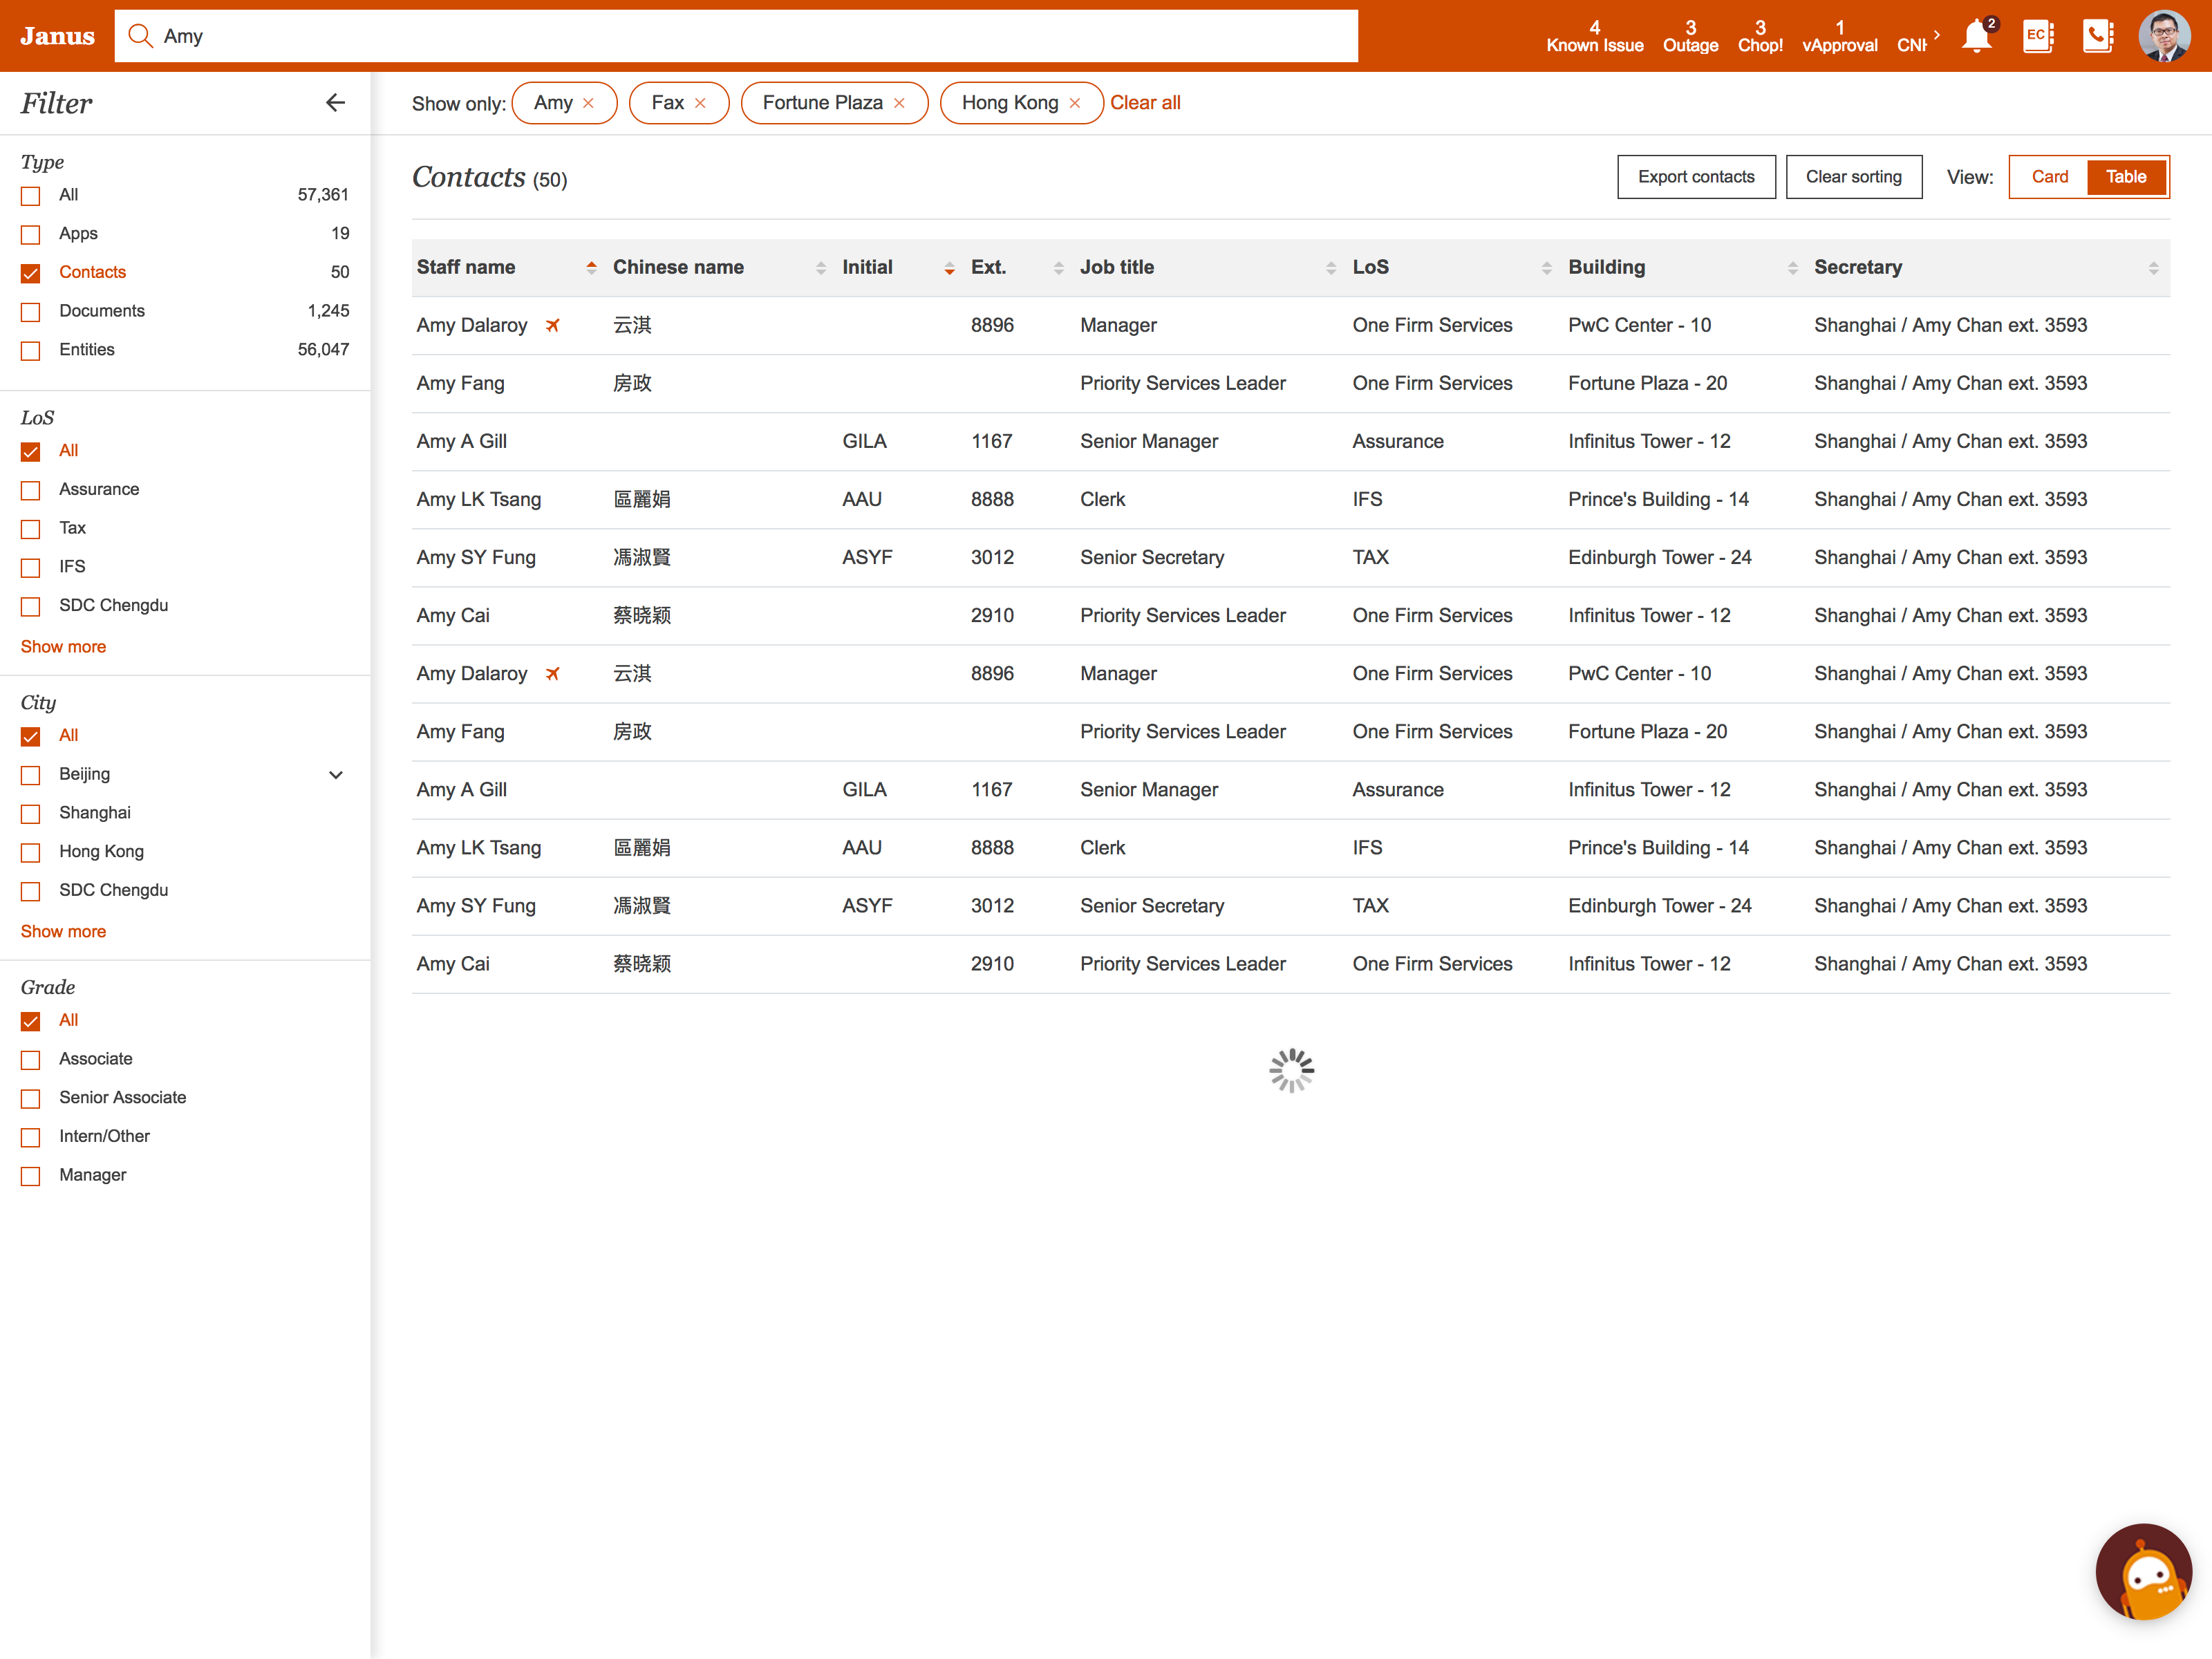 Janus
Amy
4 Known Issue
3 Outage
3 Chop!
1 vApproval
CNH
2
EC
Filter
Show only: Amy Fax Fortune Plaza Hong Kong Clear all
Type
All 57,361
Apps 19
Contacts 50
Documents 1,245
Entities 56,047
LoS
All
Assurance
Tax
IFS
SDC Chengdu
Show more
City
All
Beijing
Shanghai
Hong Kong
SDC Chengdu
Show more
Grade
All
Associate
Senior Associate
Intern/Other
Manager
Contacts (50)
Export contacts
Clear sorting
View: Card Table
Staff name Chinese name Initial Ext. Job title LoS Building Secretary
Amy Dalaroy 云淇 8896 Manager One Firm Services PwC Center - 10 Shanghai / Amy Chan ext. 3593
Amy Fang 房政 Priority Services Leader One Firm Services Fortune Plaza - 20 Shanghai / Amy Chan ext. 3593
Amy A Gill GILA 1167 Senior Manager Assurance Infinitus Tower - 12 Shanghai / Amy Chan ext. 3593
Amy LK Tsang 區麗娟 AAU 8888 Clerk IFS Prince's Building - 14 Shanghai / Amy Chan ext. 3593
Amy SY Fung 馮淑賢 ASYF 3012 Senior Secretary TAX Edinburgh Tower - 24 Shanghai / Amy Chan ext. 3593
Amy Cai 蔡晓颖 2910 Priority Services Leader One Firm Services Infinitus Tower - 12 Shanghai / Amy Chan ext. 3593
Amy Dalaroy 云淇 8896 Manager One Firm Services PwC Center - 10 Shanghai / Amy Chan ext. 3593
Amy Fang 房政 Priority Services Leader One Firm Services Fortune Plaza - 20 Shanghai / Amy Chan ext. 3593
Amy A Gill GILA 1167 Senior Manager Assurance Infinitus Tower - 12 Shanghai / Amy Chan ext. 3593
Amy LK Tsang 區麗娟 AAU 8888 Clerk IFS Prince's Building - 14 Shanghai / Amy Chan ext. 3593
Amy SY Fung 馮淑賢 ASYF 3012 Senior Secretary TAX Edinburgh Tower - 24 Shanghai / Amy Chan ext. 3593
Amy Cai 蔡晓颖 2910 Priority Services Leader One Firm Services Infinitus Tower - 12 Shanghai / Amy Chan ext. 3593